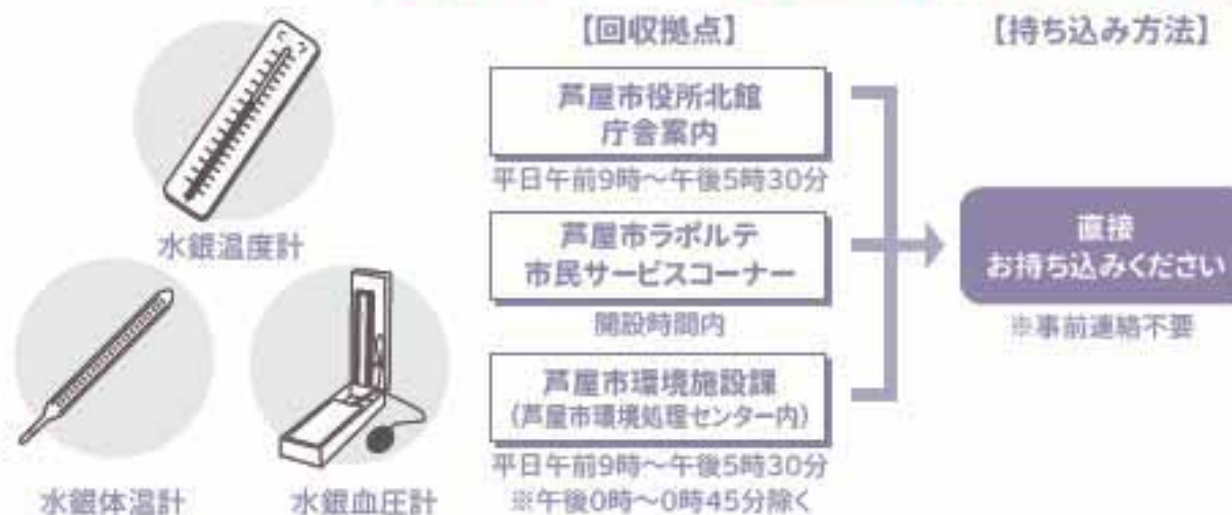 水銀温度計
水銀体温計
水銀血圧計
【回収拠点】
芦屋市役所北館
庁舎案内
平日午前9時～午後5時30分
芦屋市ラポルテ
市民サービスコーナー
開設時間内
芦屋市環境施設課
(芦屋市環境処理センター内)
平日午前9時～午後5時30分
※午後0時～0時45分除く
【持ち込み方法】
直接
お持ち込みください
※事前連絡不要